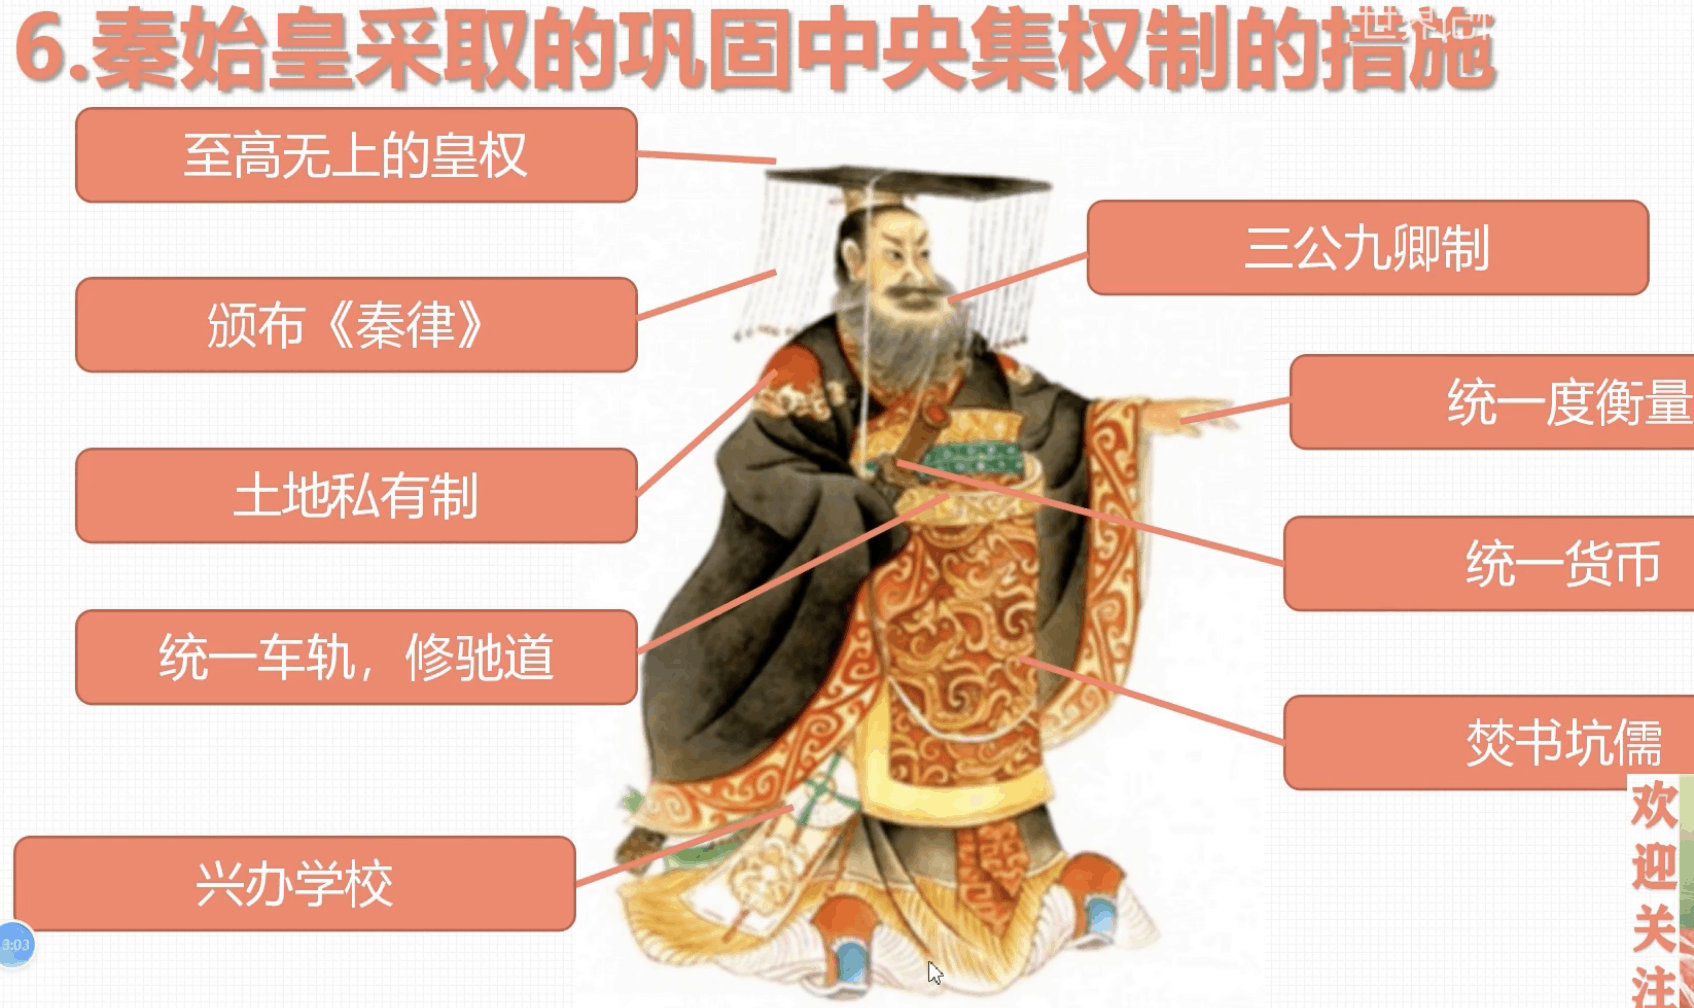 6.秦始皇采取的巩固中央集权制的措施
至高无上的皇权
三公九卿制
颁布《秦律》
统一度衡量
土地私有制
统一货币
统一车轨，修驰道
焚书坑儒
兴办学校
欢迎关注